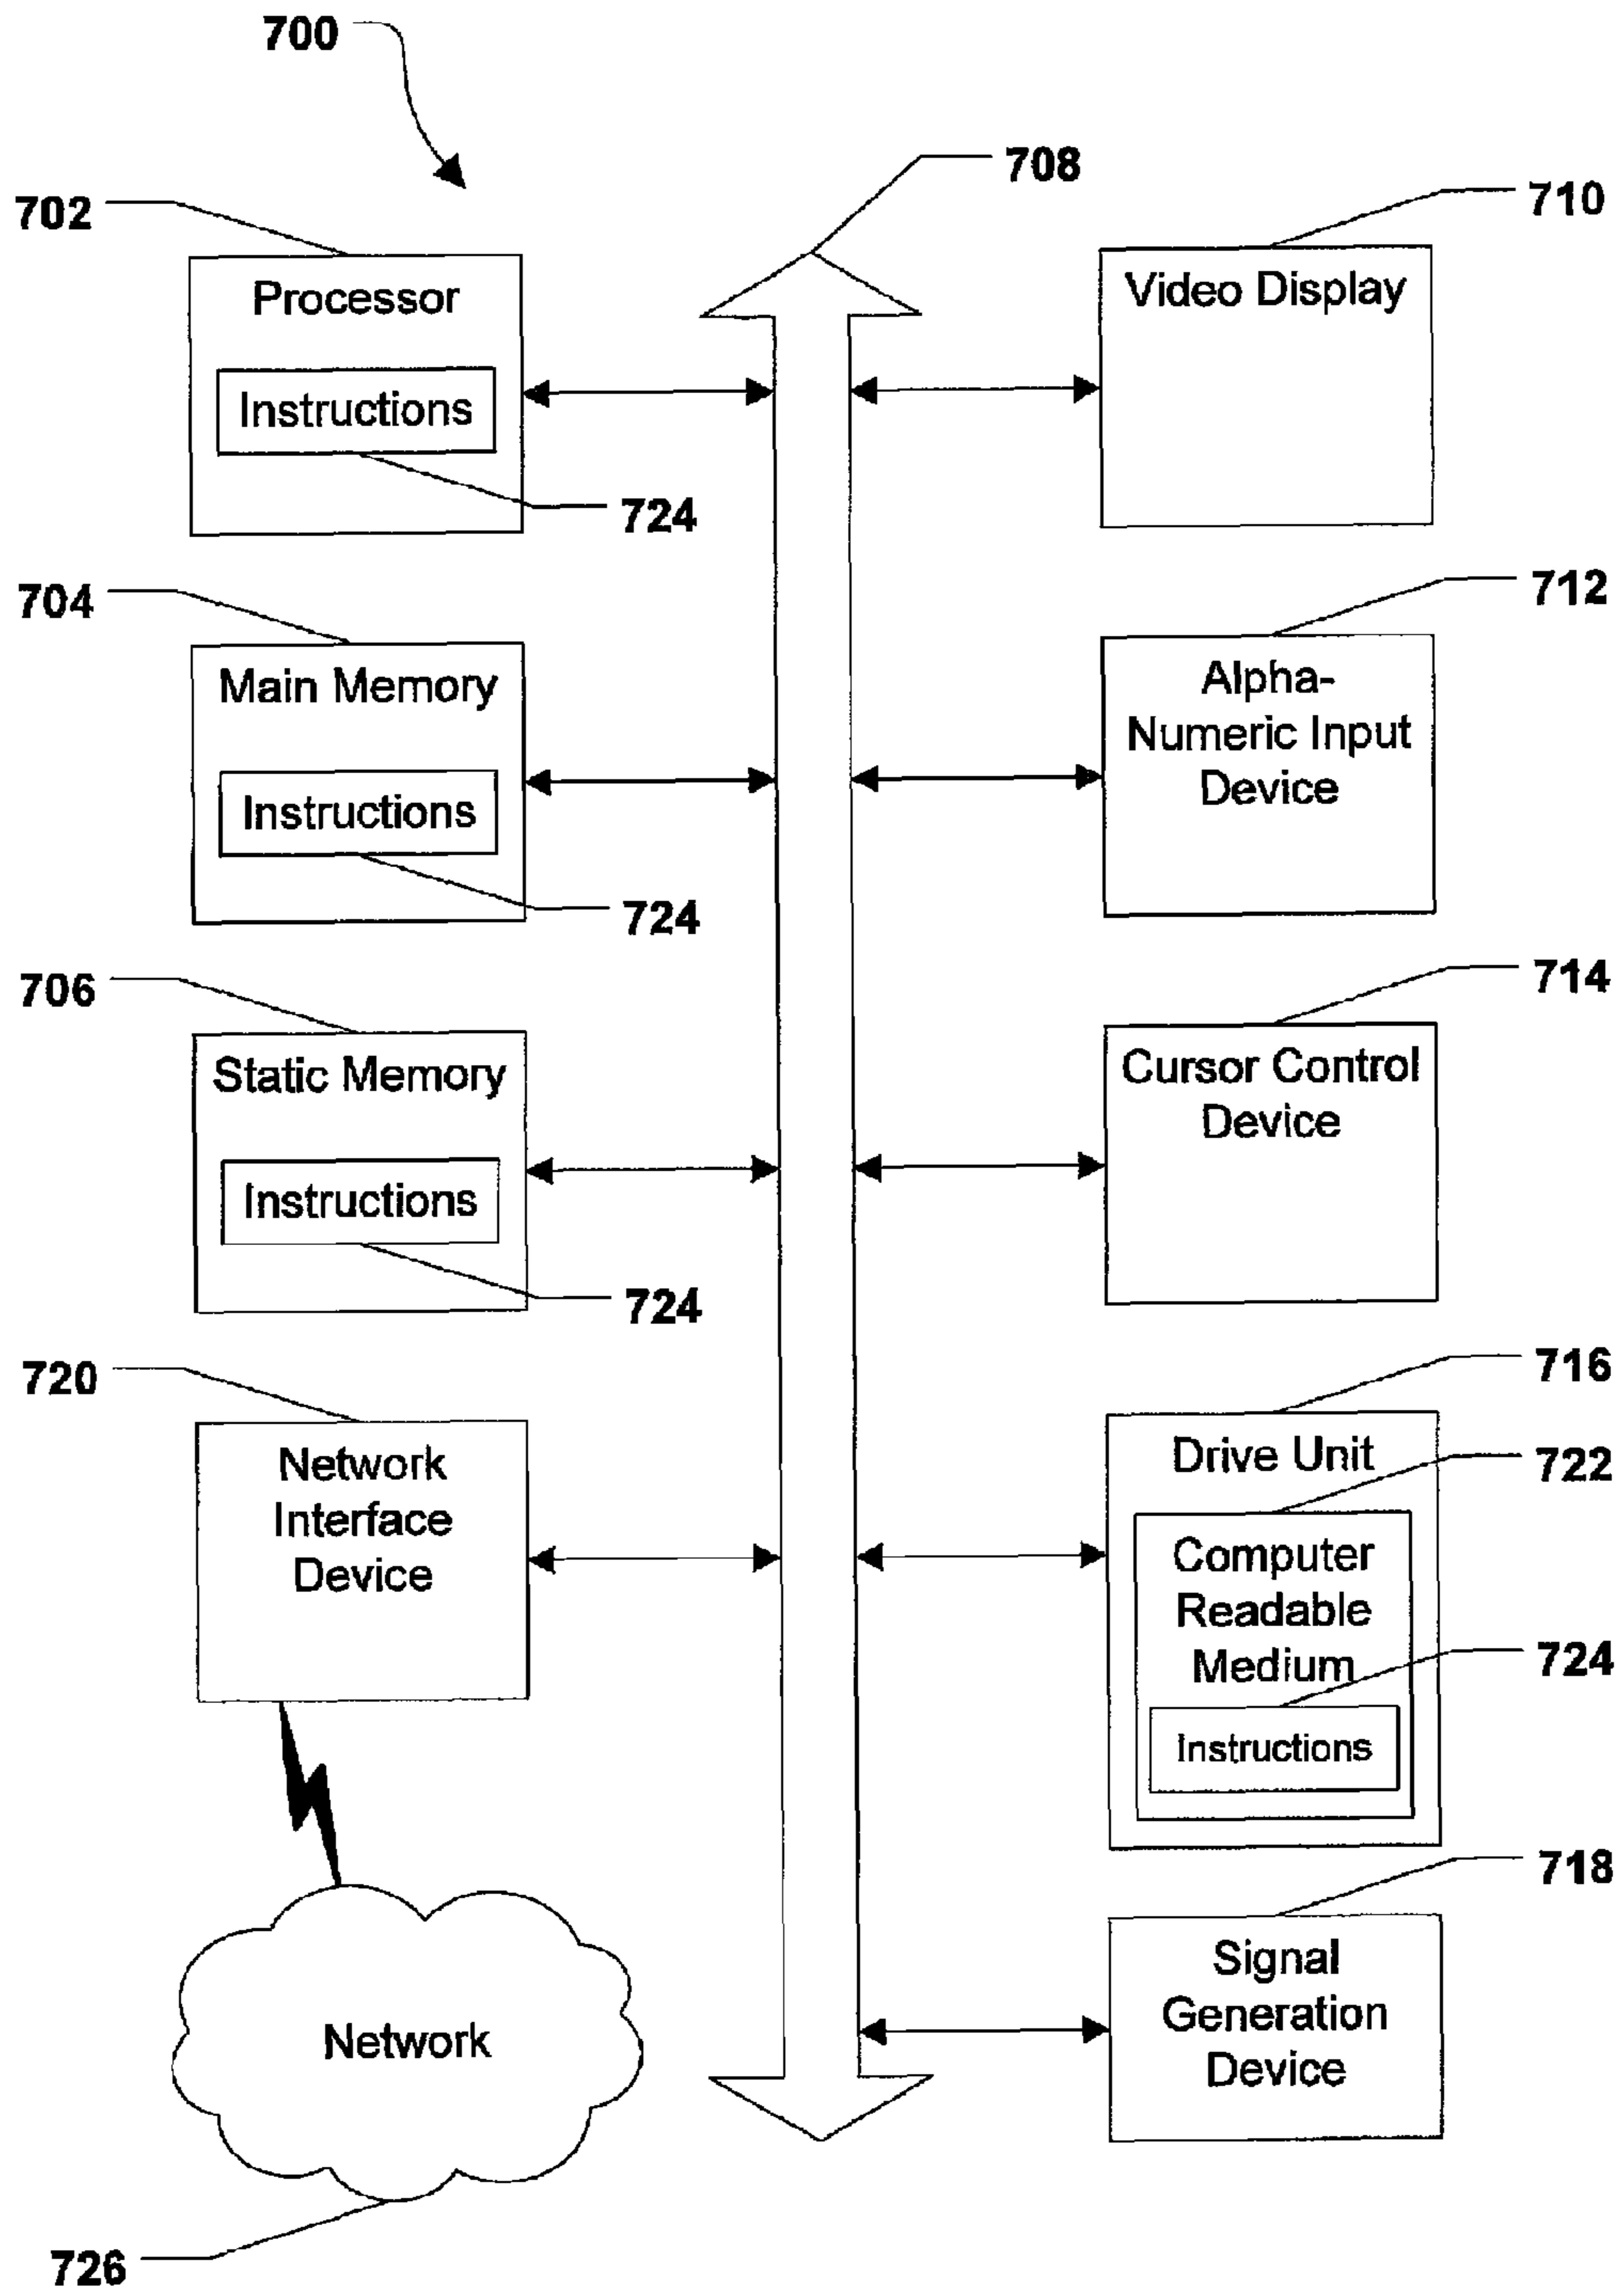 700
708
702
710
Processor
Video Display
Instructions
724
704
712
Main Memory
Alpha-
Numeric Input
Device
Instructions
724
706
714
Static Memory
Cursor Control
Device
Instructions
724
720
716
Network
Interface
Device
Drive Unit
722
Computer
Readable
Medium
724
Instructions
718
Signal
Generation
Device
Network
726